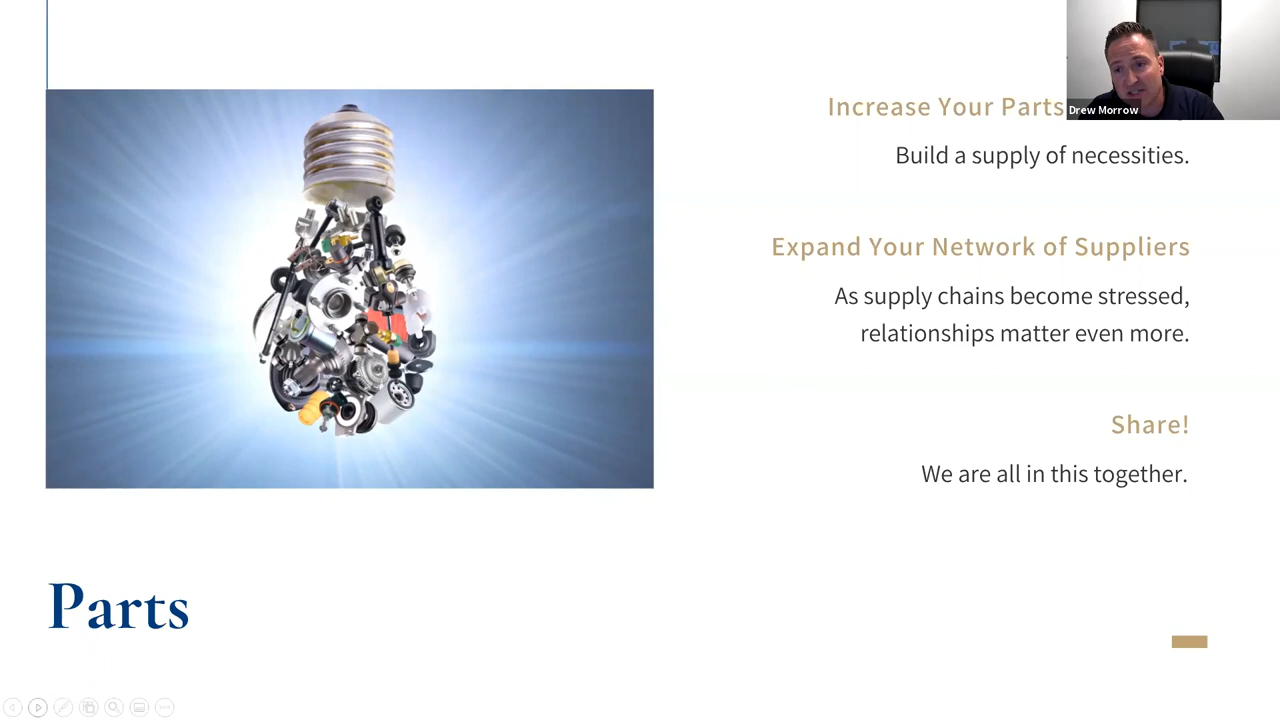 Increase Your Parts
Drew Morrow
Build a supply of necessities.
Expand Your Network of Suppliers
As supply chains become stressed,
relationships matter even more.
Share!
We are all in this together.
Parts